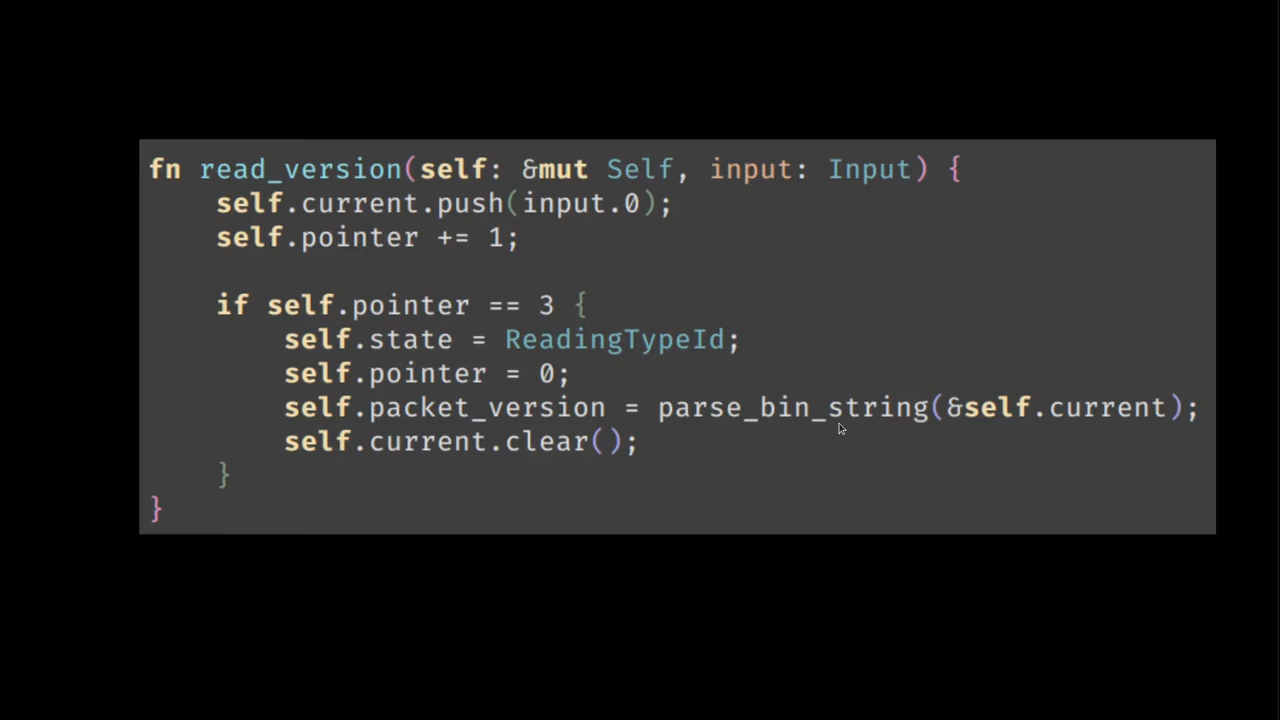 fn read_version(self: &mut Self, input: Input) {
    self.current.push(input.0);
    self.pointer += 1;

    if self.pointer == 3 {
        self.state = ReadingTypeId;
        self.pointer = 0;
        self.packet_version = parse_bin_string(&self.current);
        self.current.clear();
    }
}